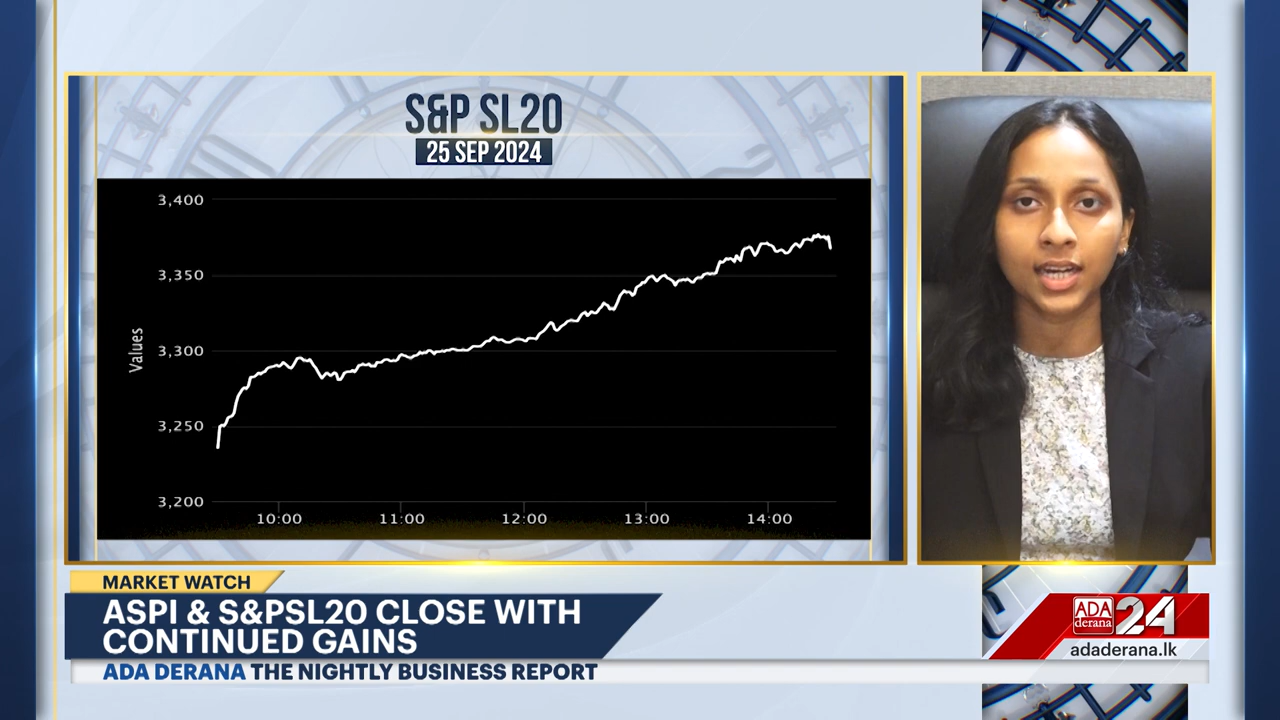 S&P SL20
25 SEP 2024
3,400
3,350
3,300
3,250
3,200
Values
10:00 11:00 12:00 13:00 14:00
MARKET WATCH
ASPI & S&PSL20 CLOSE WITH
CONTINUED GAINS
ADA DERANA THE NIGHTLY BUSINESS REPORT
ADA
derana 24
adaderana.lk